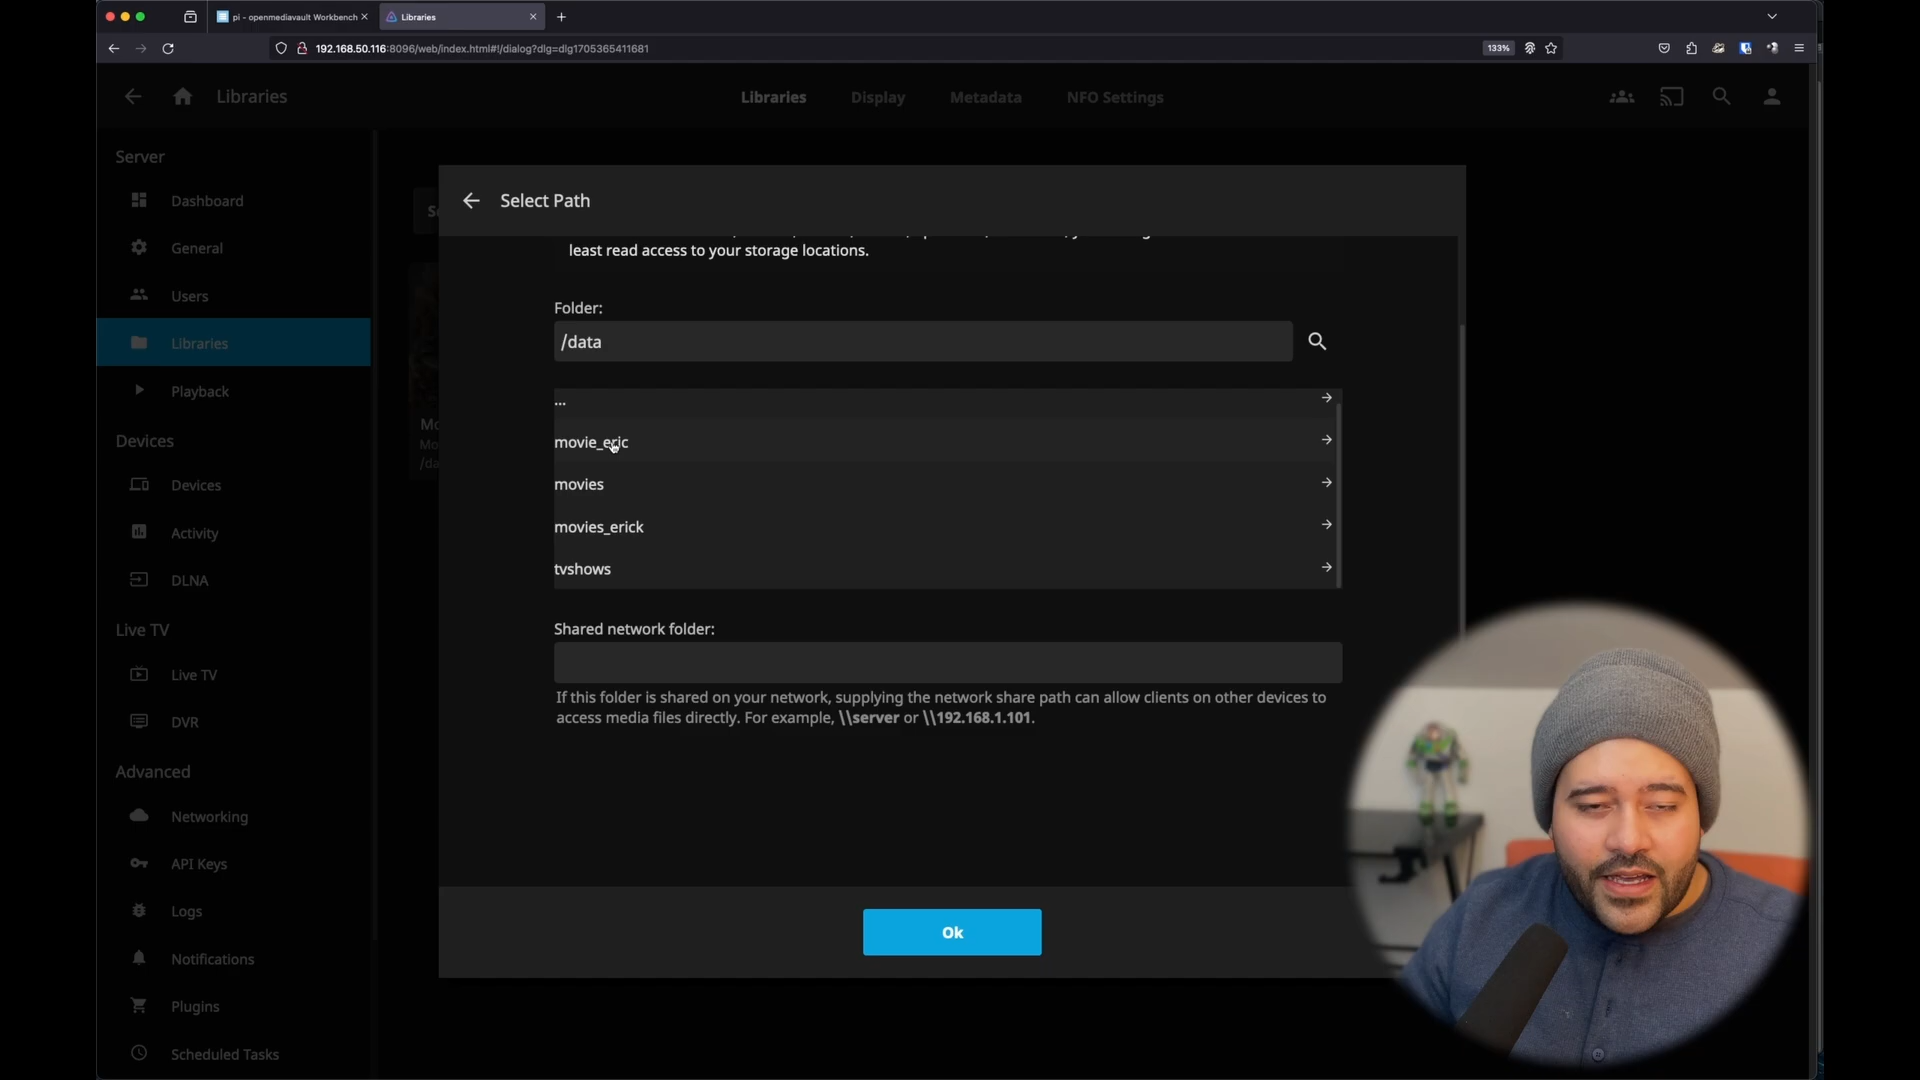 pi - openmediavault Workbench
Libraries
192.168.50.116:8096/web/index.html#!/dialog?dlg=dlg1705365411681
133%
Libraries
Libraries
Display
Metadata
NFO Settings
Server
Dashboard
General
Users
Libraries
Playback
Devices
Devices
Activity
DLNA
Live TV
Live TV
DVR
Advanced
Networking
API Keys
Logs
Notifications
Plugins
Scheduled Tasks
Select Path
least read access to your storage locations.
Folder:
/data
...
movie_eric
movies
movies_erick
tvshows
Shared network folder:
If this folder is shared on your network, supplying the network share path can allow clients on other devices to
access media files directly. For example, \\server or \\192.168.1.101.
Ok